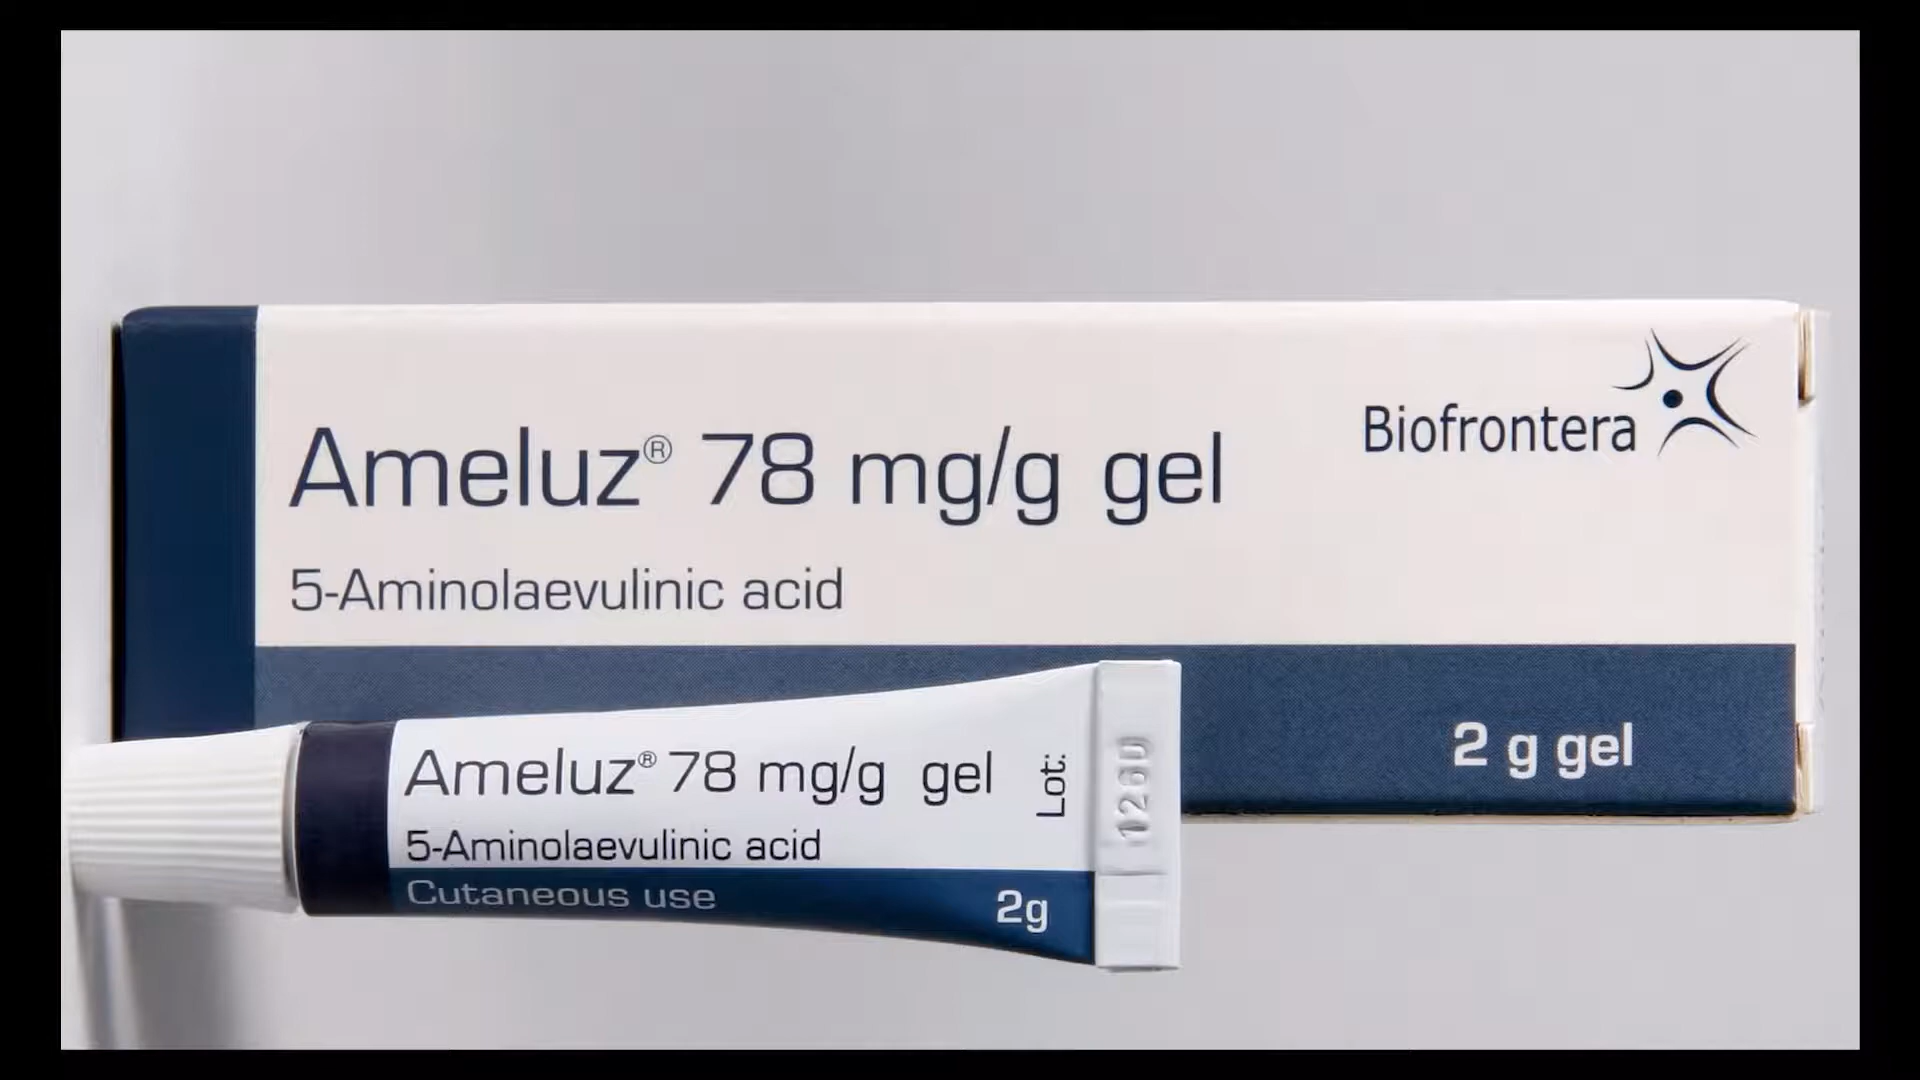 Ameluz® 78 mg/g gel
Biofrontera
5-Aminolaevulinic acid
2 g gel
Ameluz® 78 mg/g gel
5-Aminolaevulinic acid
Cutaneous use
2g
Lot:
1260